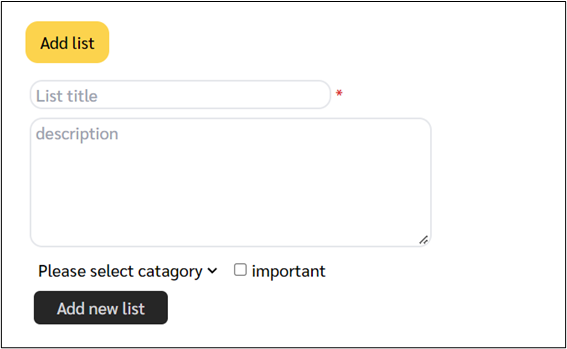 Add list
List title *
description
Please select catagory important
Add new list